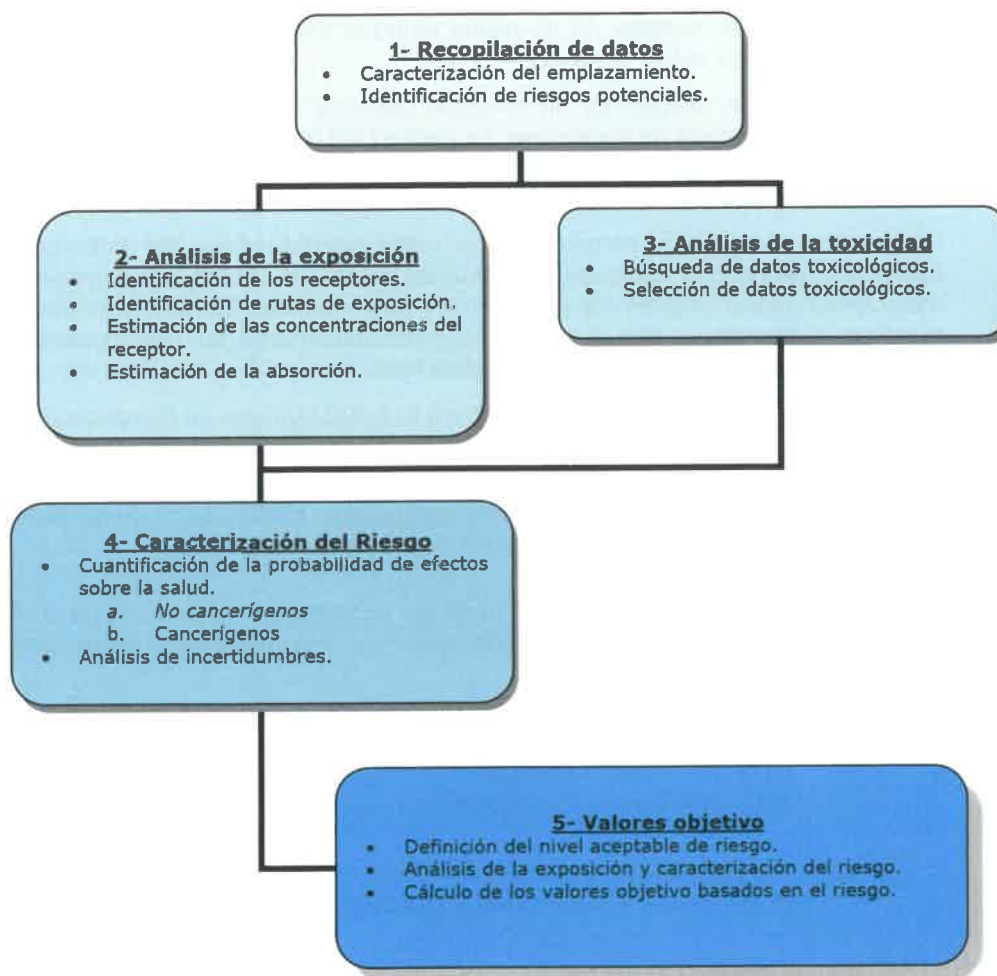 1- Recopilación de datos
• Caracterización del emplazamiento.
• Identificación de riesgos potenciales.
2- Análisis de la exposición
• Identificación de los receptores.
• Identificación de rutas de exposición.
• Estimación de las concentraciones del
receptor.
• Estimación de la absorción.
3- Análisis de la toxicidad
• Búsqueda de datos toxicológicos.
• Selección de datos toxicológicos.
4- Caracterización del Riesgo
• Cuantificación de la probabilidad de efectos
sobre la salud.
a. No cancerígenos
b. Cancerígenos
• Análisis de incertidumbres.
5- Valores objetivo
• Definición del nivel aceptable de riesgo.
• Análisis de la exposición y caracterización del riesgo.
• Cálculo de los valores objetivo basados en el riesgo.